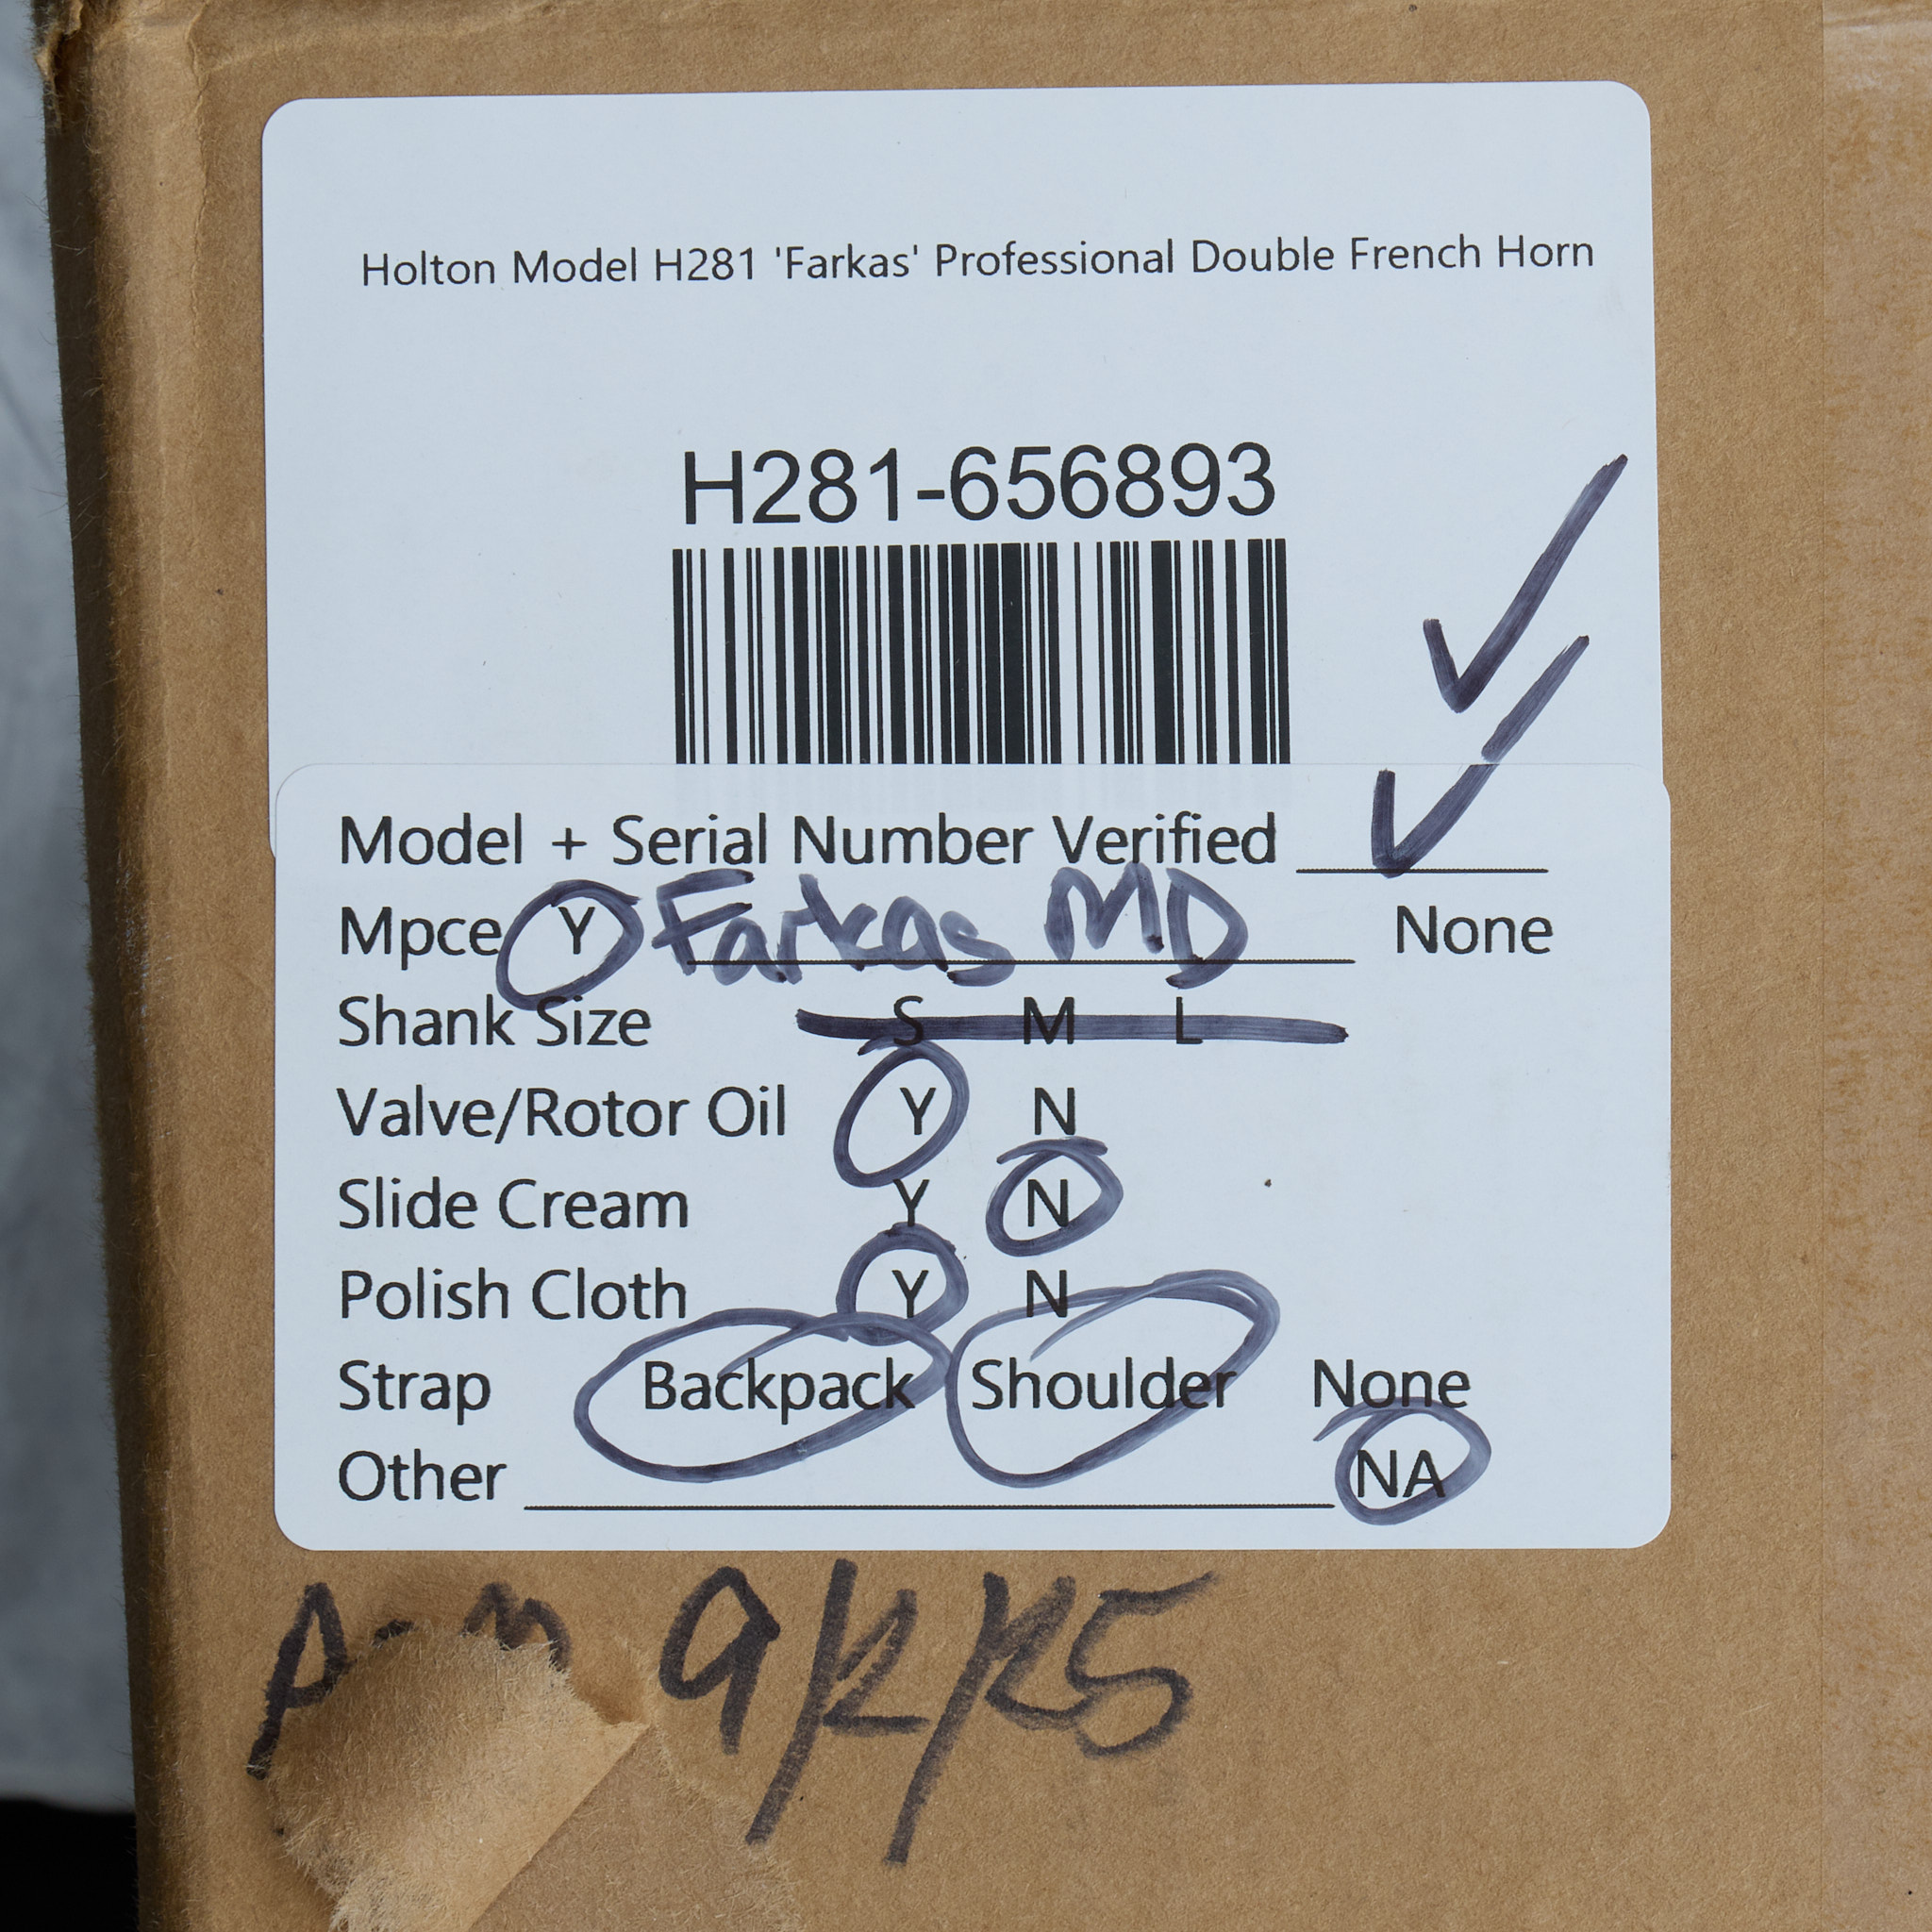 Holton Model H281 'Farkas' Professional Double French Horn
H281-656893
Model + Serial Number Verified
Mpce Y Farkas MD None
Shank Size S M L
Valve/Rotor Oil Y N
Slide Cream Y N
Polish Cloth Y N
Strap Backpack Shoulder None
Other NA